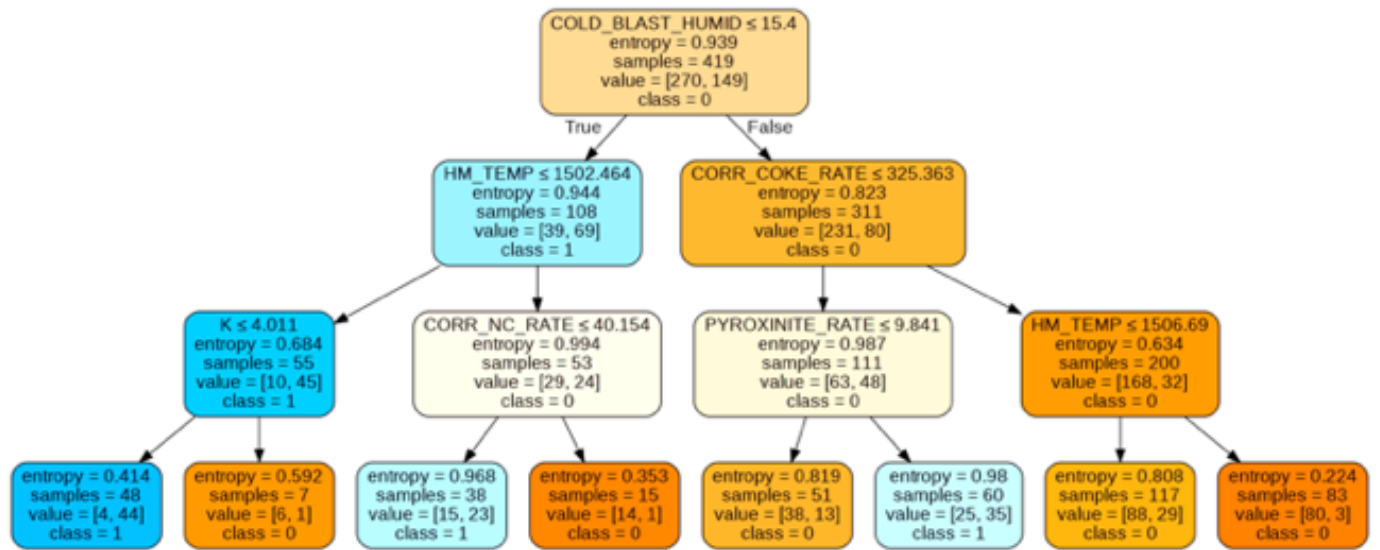 COLD_BLAST_HUMID ≤ 15.4
entropy = 0.939
samples = 419
value = [270, 149]
class = 0
True
False
HM_TEMP ≤ 1502.464
entropy = 0.944
samples = 108
value = [39, 69]
class = 1
CORR_COKE_RATE ≤ 325.363
entropy = 0.823
samples = 311
value = [231, 80]
class = 0
K ≤ 4.011
entropy = 0.684
samples = 55
value = [10, 45]
class = 1
CORR_NC_RATE ≤ 40.154
entropy = 0.994
samples = 53
value = [29, 24]
class = 0
PYROXINITE_RATE ≤ 9.841
entropy = 0.987
samples = 111
value = [63, 48]
class = 0
HM_TEMP ≤ 1506.69
entropy = 0.634
samples = 200
value = [168, 32]
class = 0
entropy = 0.414
samples = 48
value = [4, 44]
class = 1
entropy = 0.592
samples = 7
value = [6, 1]
class = 0
entropy = 0.968
samples = 38
value = [15, 23]
class = 1
entropy = 0.353
samples = 15
value = [14, 1]
class = 0
entropy = 0.819
samples = 51
value = [38, 13]
class = 0
entropy = 0.98
samples = 60
value = [25, 35]
class = 1
entropy = 0.808
samples = 117
value = [88, 29]
class = 0
entropy = 0.224
samples = 83
value = [80, 3]
class = 0